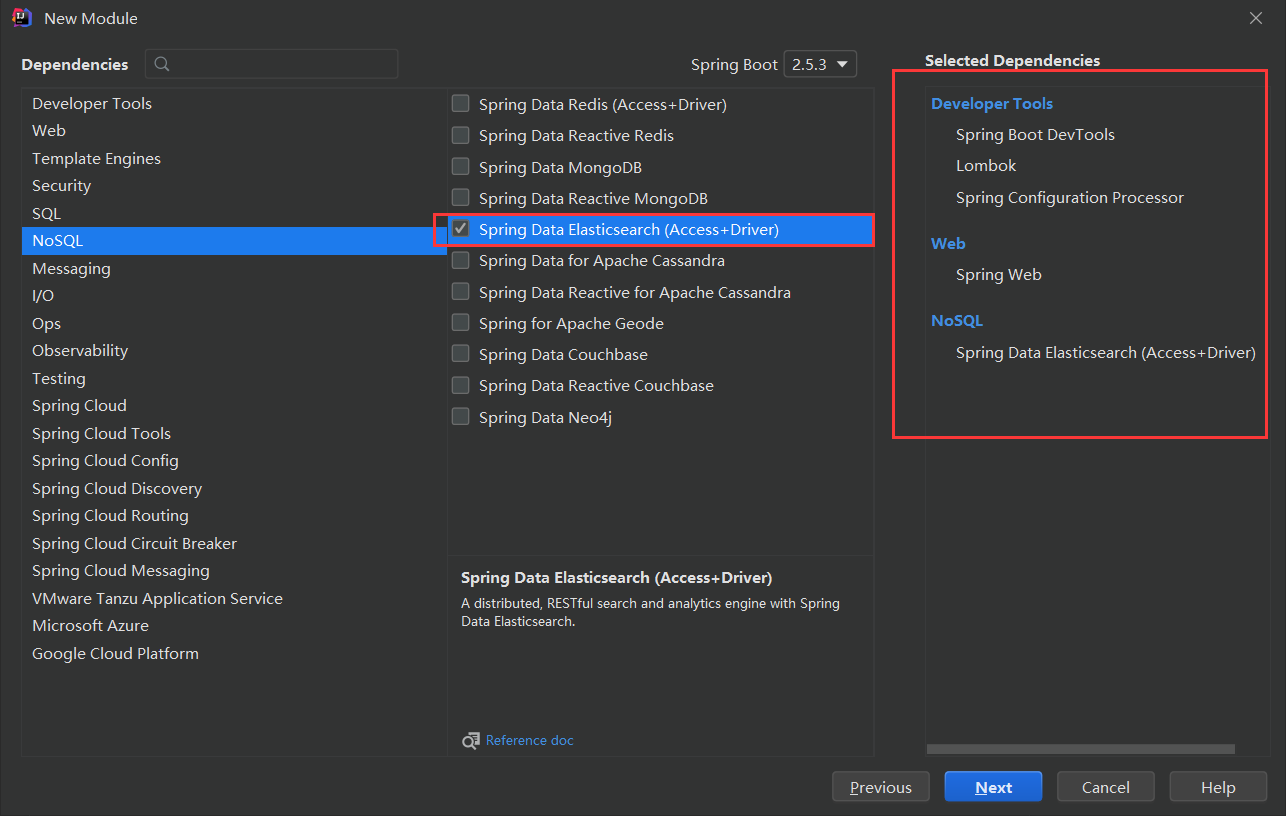 New Module
Dependencies
Spring Boot 2.5.3
Developer Tools
Web
Template Engines
Security
SQL
NoSQL
Messaging
I/O
Ops
Observability
Testing
Spring Cloud
Spring Cloud Tools
Spring Cloud Config
Spring Cloud Discovery
Spring Cloud Routing
Spring Cloud Circuit Breaker
Spring Cloud Messaging
VMware Tanzu Application Service
Microsoft Azure
Google Cloud Platform
Spring Data Redis (Access+Driver)
Spring Data Reactive Redis
Spring Data MongoDB
Spring Data Reactive MongoDB
Spring Data Elasticsearch (Access+Driver)
Spring Data for Apache Cassandra
Spring Data Reactive for Apache Cassandra
Spring for Apache Geode
Spring Data Couchbase
Spring Data Reactive Couchbase
Spring Data Neo4j
Spring Data Elasticsearch (Access+Driver)
A distributed, RESTful search and analytics engine with Spring
Data Elasticsearch.
Reference doc
Selected Dependencies
Developer Tools
Spring Boot DevTools
Lombok
Spring Configuration Processor
Web
Spring Web
NoSQL
Spring Data Elasticsearch (Access+Driver)
Previous
Next
Cancel
Help